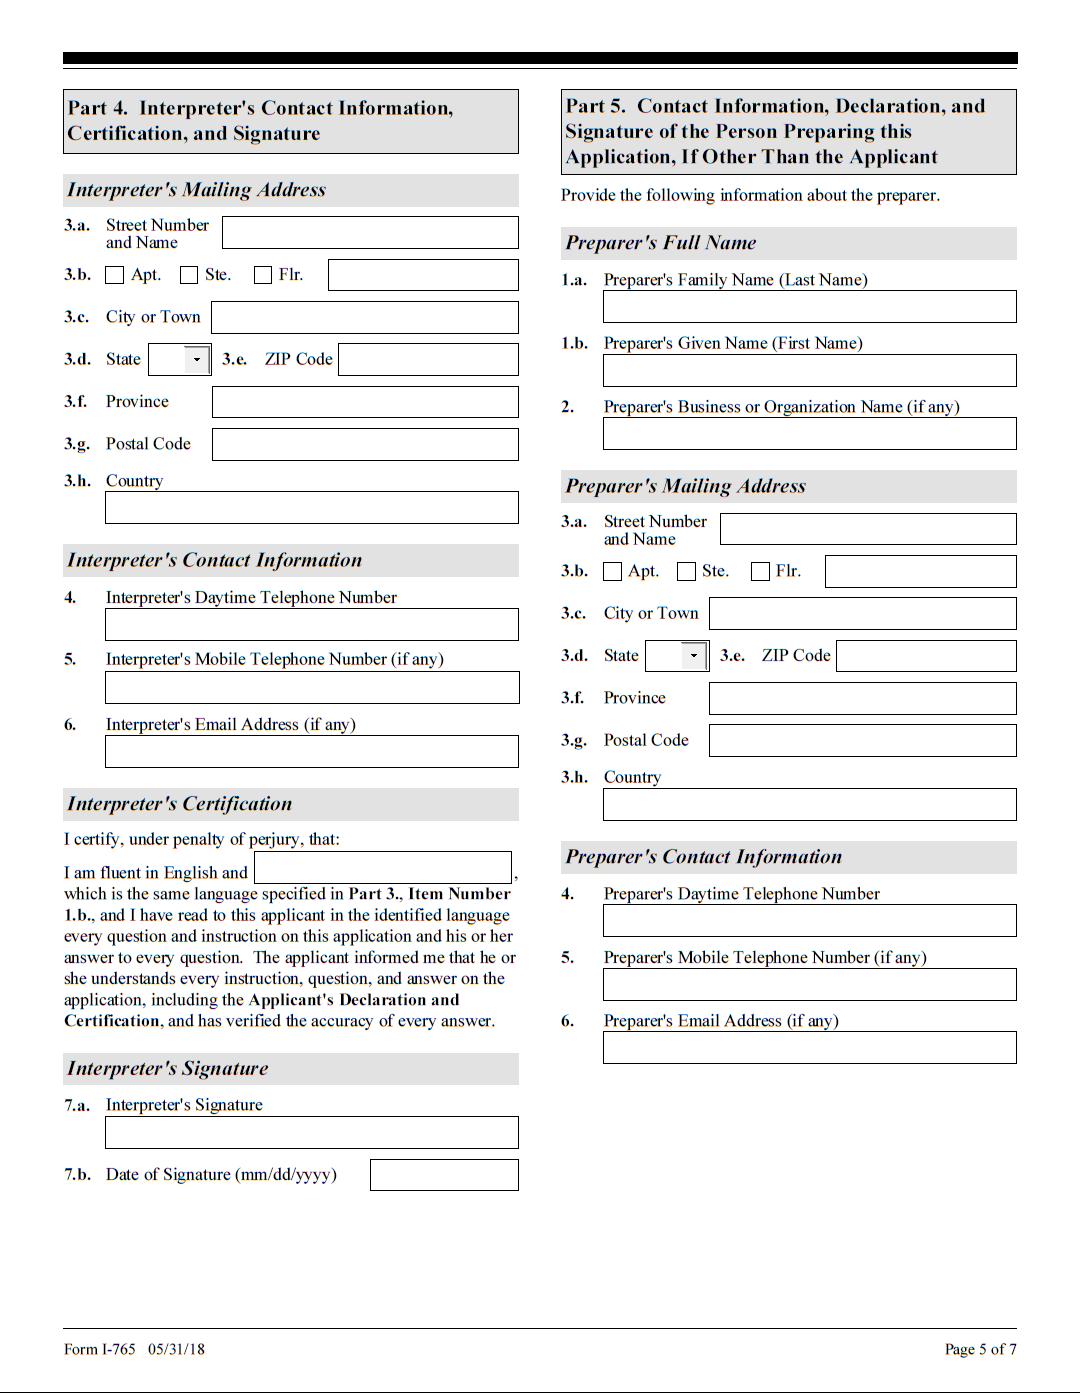 Part 4.  Interpreter's Contact Information,
Certification, and Signature
Interpreter's Mailing Address
3.a. Street Number
and Name
3.b. Apt. Ste. Flr.
3.c. City or Town
3.d. State 3.e. ZIP Code
3.f. Province
3.g. Postal Code
3.h. Country
Interpreter's Contact Information
4. Interpreter's Daytime Telephone Number
5. Interpreter's Mobile Telephone Number (if any)
6. Interpreter's Email Address (if any)
Interpreter's Certification
I certify, under penalty of perjury, that:
I am fluent in English and ,
which is the same language specified in Part 3., Item Number
1.b., and I have read to this applicant in the identified language
every question and instruction on this application and his or her
answer to every question.  The applicant informed me that he or
she understands every instruction, question, and answer on the
application, including the Applicant's Declaration and
Certification, and has verified the accuracy of every answer.
Interpreter's Signature
7.a. Interpreter's Signature
7.b. Date of Signature (mm/dd/yyyy)
Part 5.  Contact Information, Declaration, and
Signature of the Person Preparing this
Application, If Other Than the Applicant
Provide the following information about the preparer.
Preparer's Full Name
1.a. Preparer's Family Name (Last Name)
1.b. Preparer's Given Name (First Name)
2. Preparer's Business or Organization Name (if any)
Preparer's Mailing Address
3.a. Street Number
and Name
3.b. Apt. Ste. Flr.
3.c. City or Town
3.d. State 3.e. ZIP Code
3.f. Province
3.g. Postal Code
3.h. Country
Preparer's Contact Information
4. Preparer's Daytime Telephone Number
5. Preparer's Mobile Telephone Number (if any)
6. Preparer's Email Address (if any)
Form I-765   05/31/18
Page 5 of 7